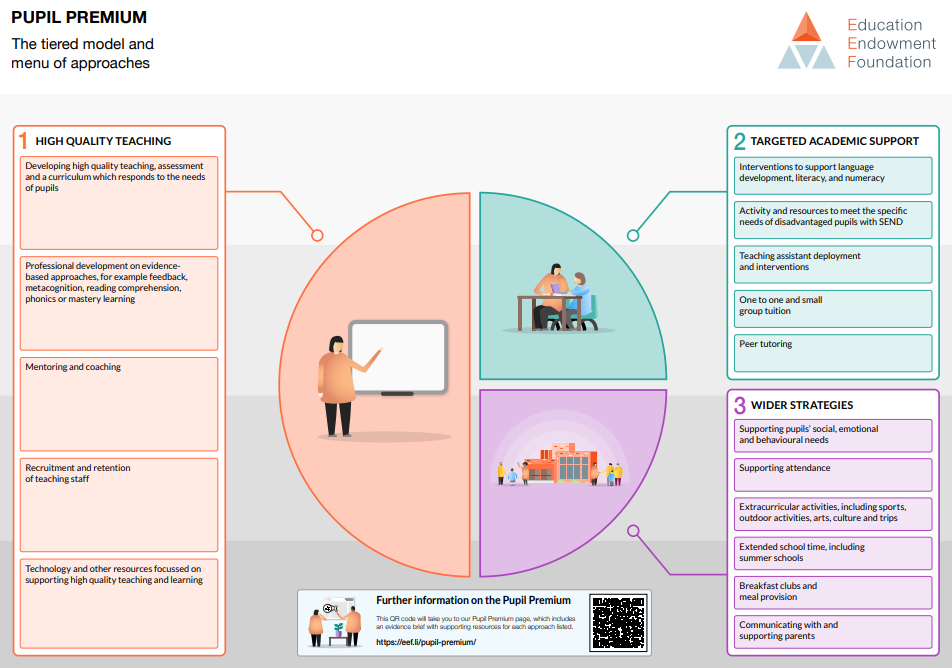 PUPIL PREMIUM
The tiered model and
menu of approaches
Education
Endowment
Foundation
1 HIGH QUALITY TEACHING
Developing high quality teaching, assessment
and a curriculum which responds to the needs
of pupils
Professional development on evidence-
based approaches, for example feedback,
metacognition, reading comprehension,
phonics or mastery learning
Mentoring and coaching
Recruitment and retention
of teaching staff
Technology and other resources focussed on
supporting high quality teaching and learning
2 TARGETED ACADEMIC SUPPORT
Interventions to support language
development, literacy, and numeracy
Activity and resources to meet the specific
needs of disadvantaged pupils with SEND
Teaching assistant deployment
and interventions
One to one and small
group tuition
Peer tutoring
3 WIDER STRATEGIES
Supporting pupils' social, emotional
and behavioural needs
Supporting attendance
Extracurricular activities, including sports,
outdoor activities, arts, culture and trips
Extended school time, including
summer schools
Breakfast clubs and
meal provision
Communicating with and
supporting parents
Further information on the Pupil Premium
This QR code will take you to our Pupil Premium page, which includes
an evidence brief with supporting resources for each approach listed.
https://eef.li/pupil-premium/